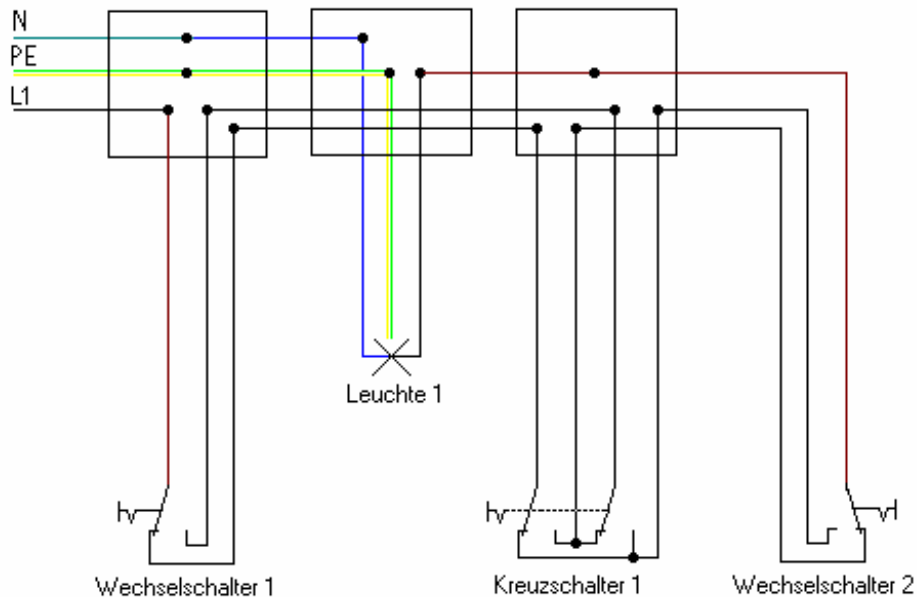 N
PE
L1
Leuchte 1
Wechselschalter 1
Kreuzschalter 1
Wechselschalter 2